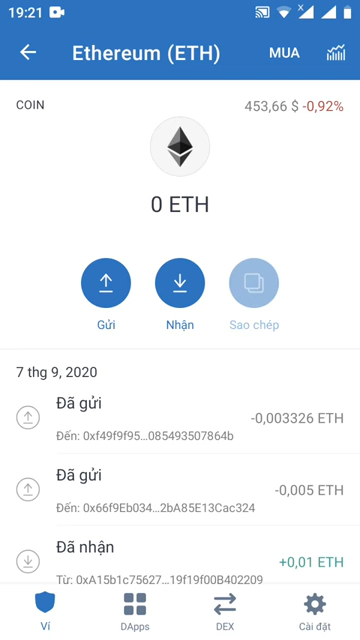 19:21
Ethereum (ETH)
MUA
COIN
453,66 $ -0,92%
0 ETH
Gửi
Nhận
Sao chép
7 thg 9, 2020
Đã gửi
-0,003326 ETH
Đến: 0xf49f9f95...085493507864b
Đã gửi
-0,005 ETH
Đến: 0x66f9Eb034...2bA85E13Cac324
Đã nhận
+0,01 ETH
Từ: 0xA15b1c75627...19f19f00B402209
Ví
DApps
DEX
Cài đặt